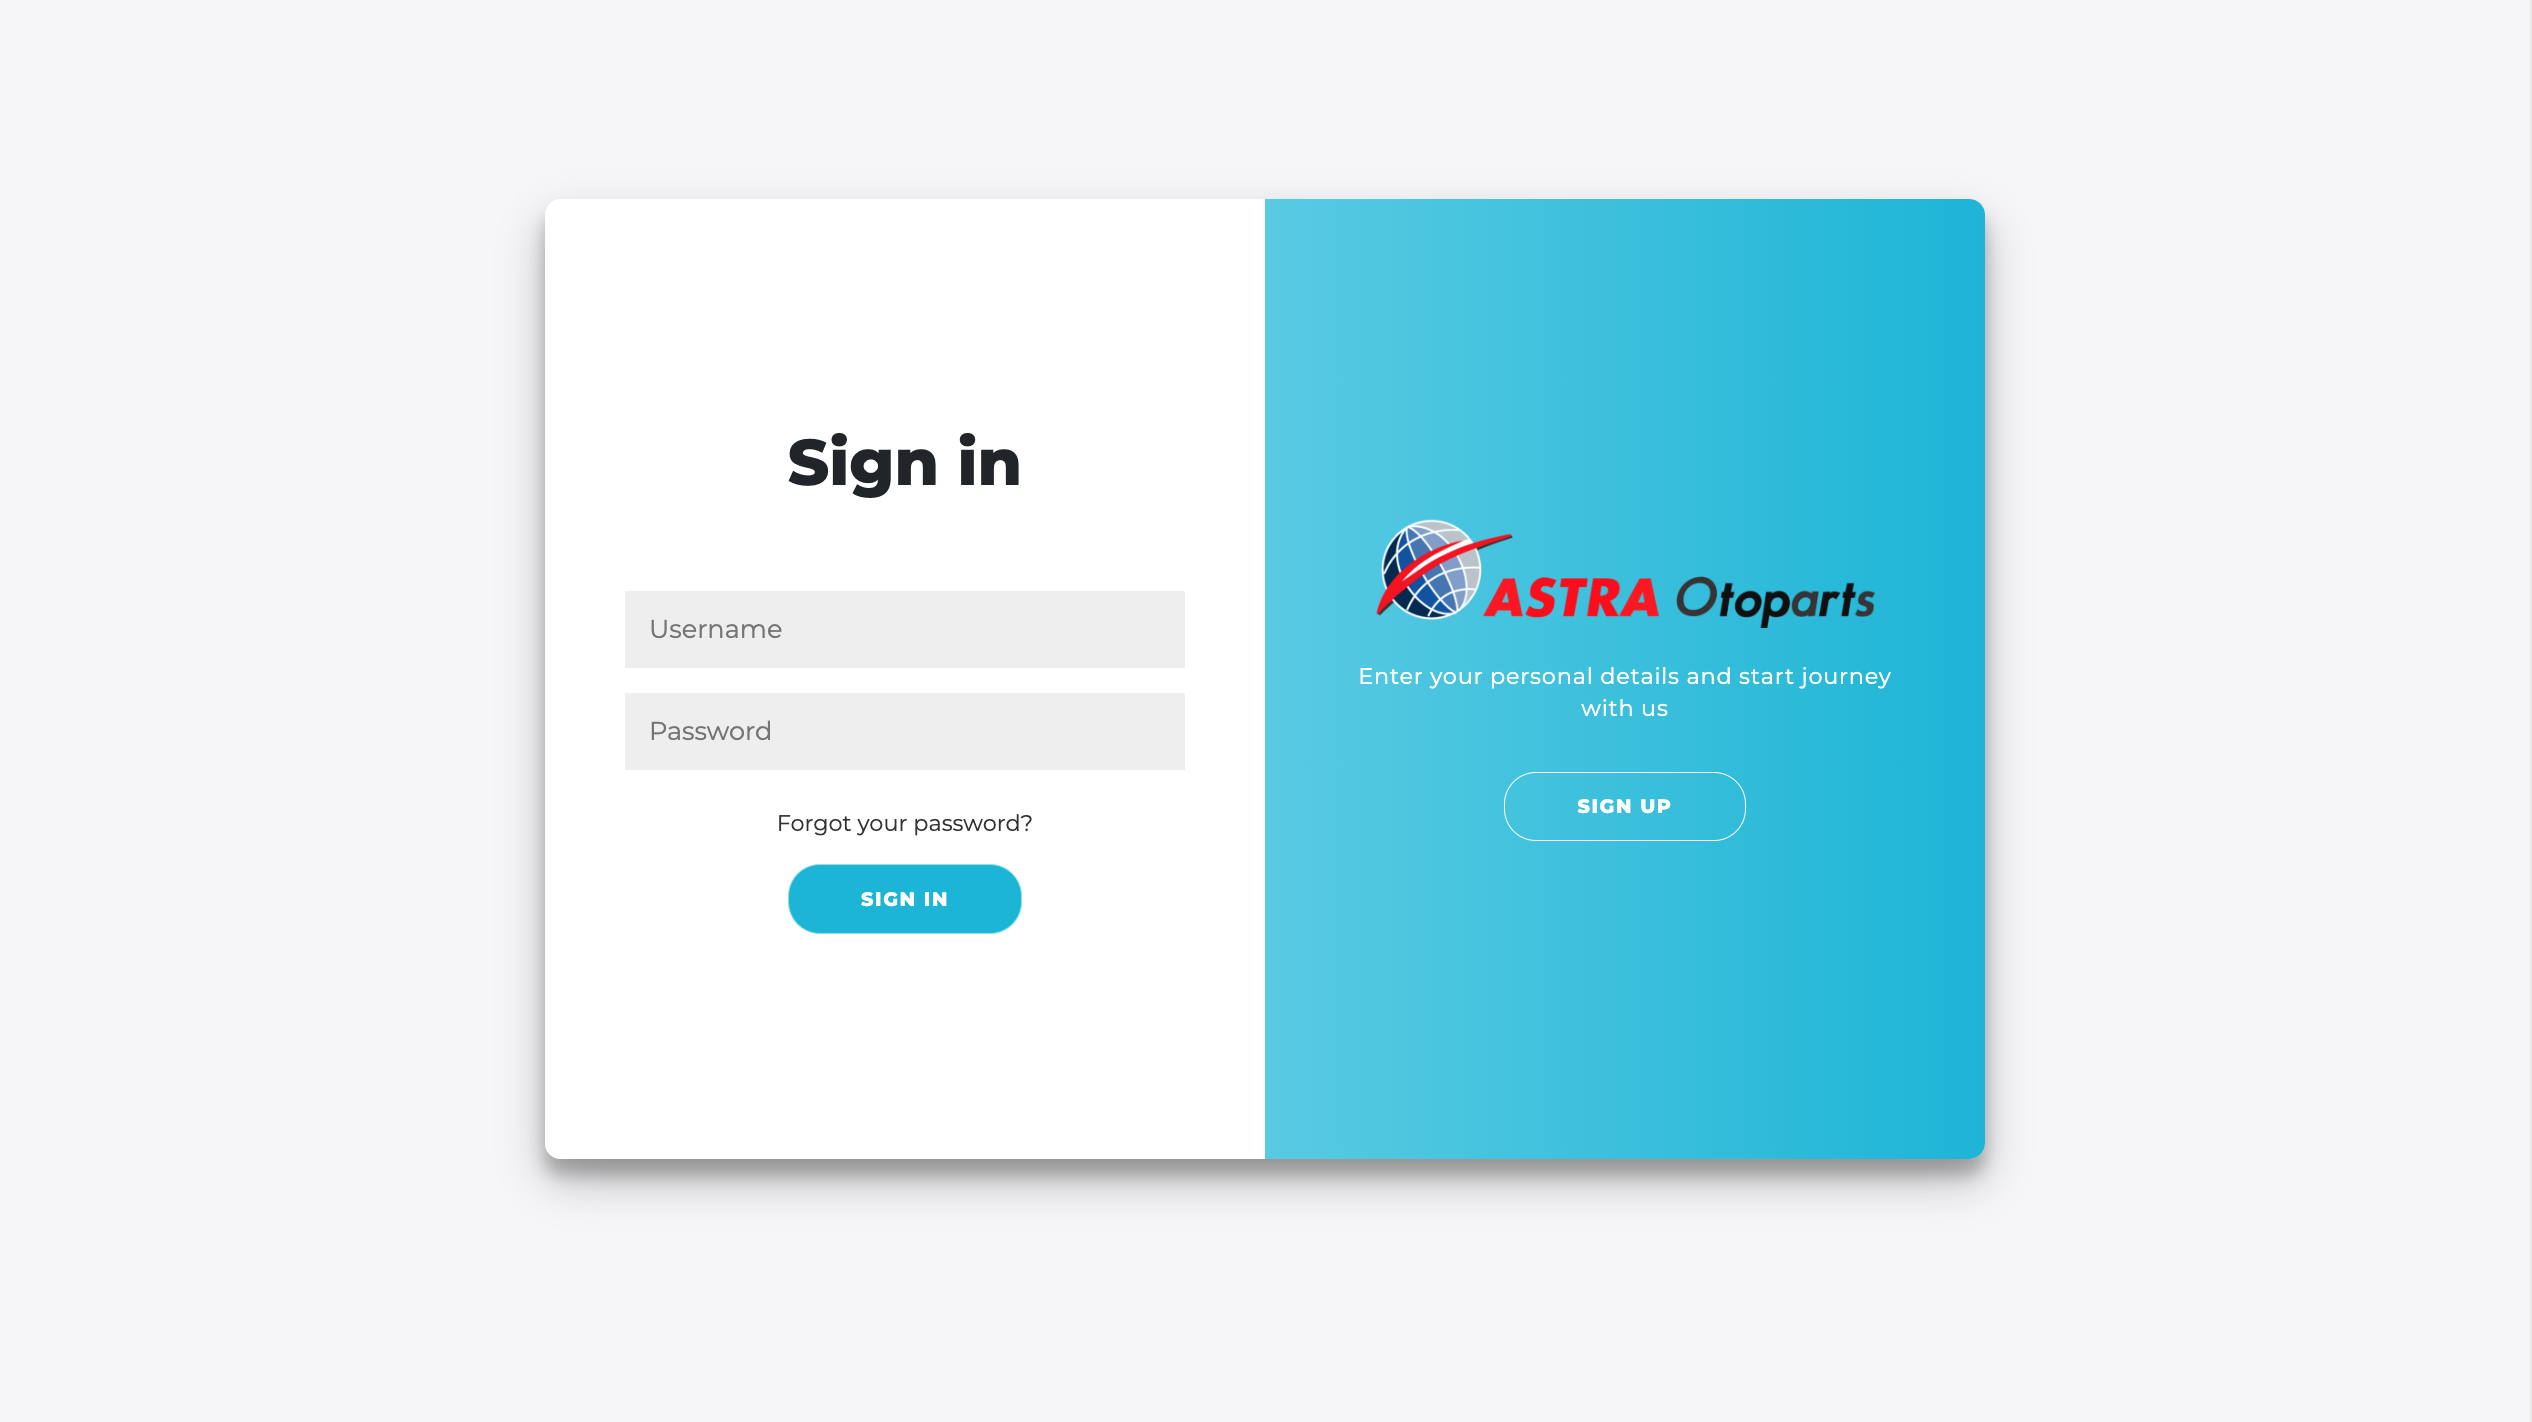 Sign in
Username
Password
Forgot your password?
SIGN IN
ASTRA Otoparts
Enter your personal details and start journey
with us
SIGN UP